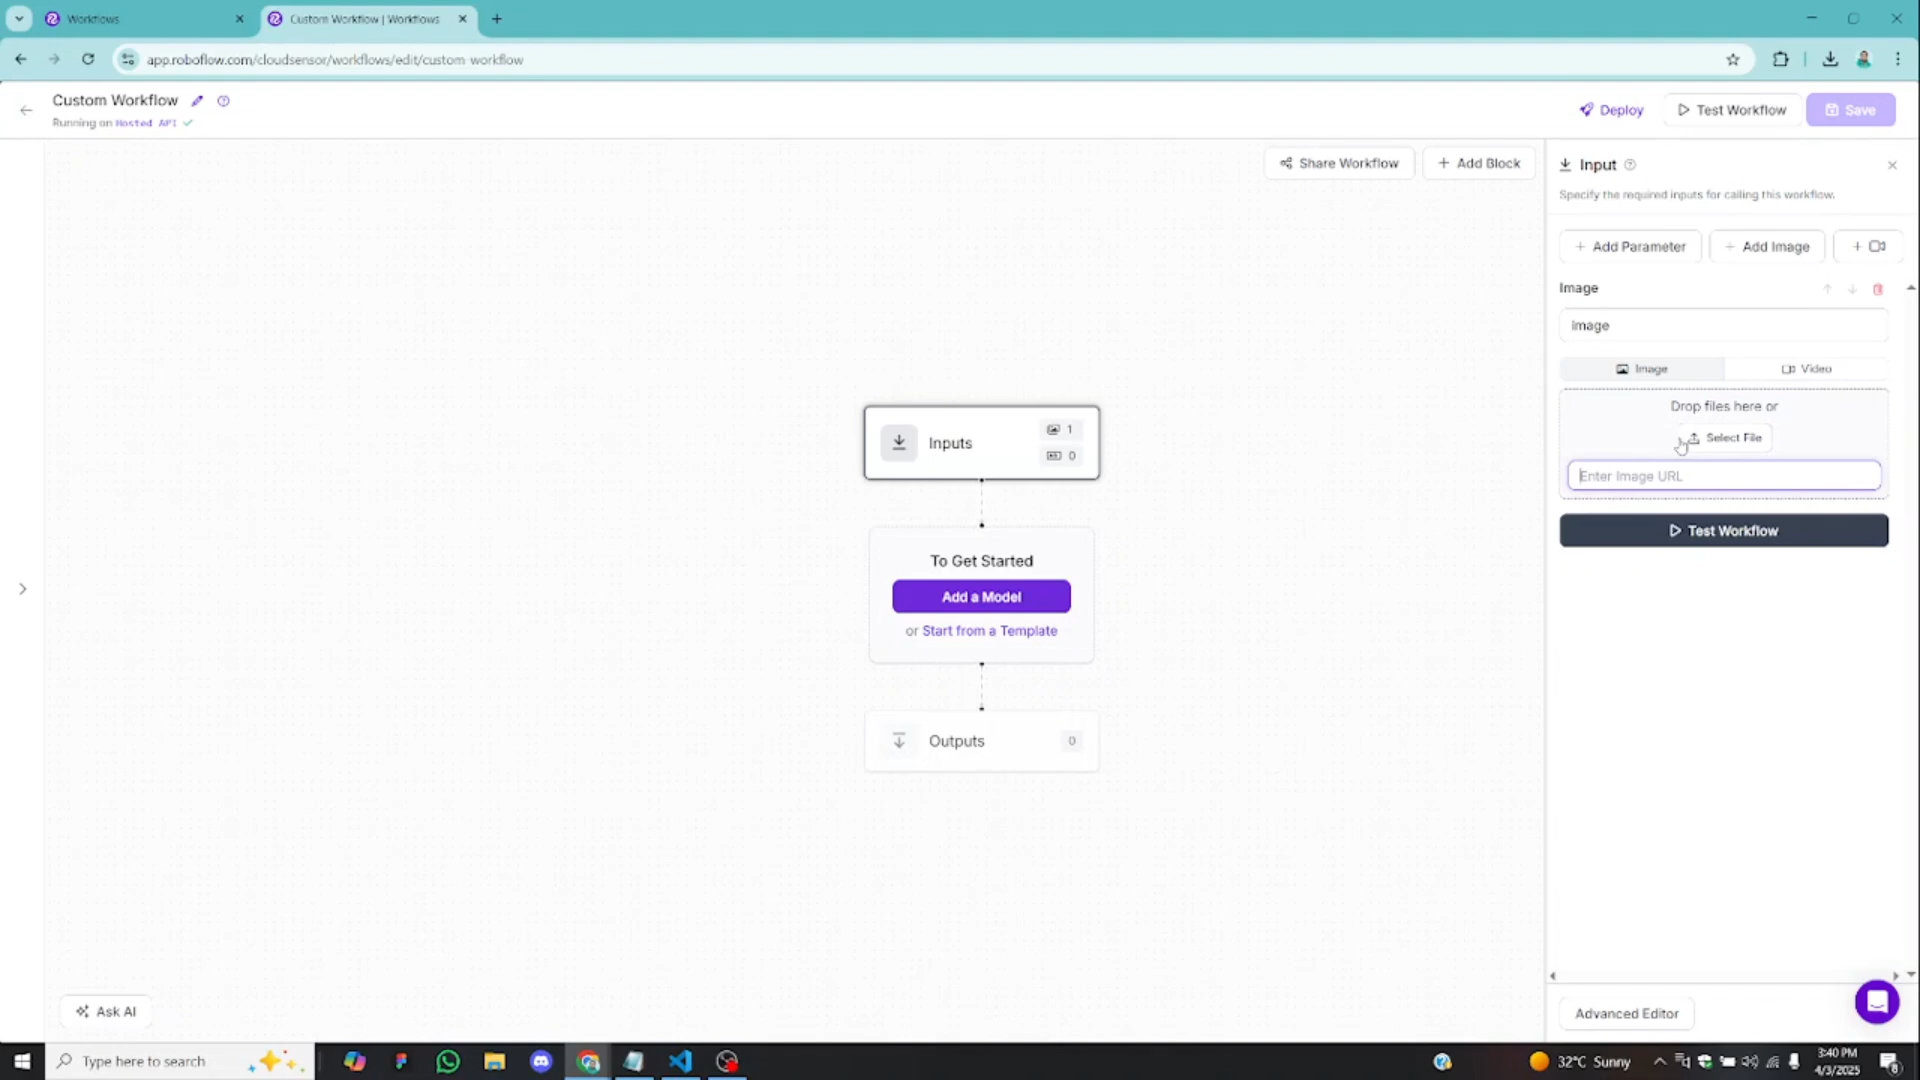 Workflows
Custom Workflow | Workflows
app.roboflow.com/cloudsensor/workflows/edit/custom workflow
Custom Workflow
Running on Hosted API
Deploy
Test Workflow
Save
Share Workflow
Add Block
Input
Specify the required inputs for calling this workflow.
+ Add Parameter
+ Add Image
+
Image
Image
Image
Video
Drop files here or
Select File
Enter Image URL
Test Workflow
Inputs
1
0
To Get Started
Add a Model
or Start from a Template
Outputs
0
Ask AI
Advanced Editor
Type here to search
32°C Sunny
3:40 PM
4/3/2025
8